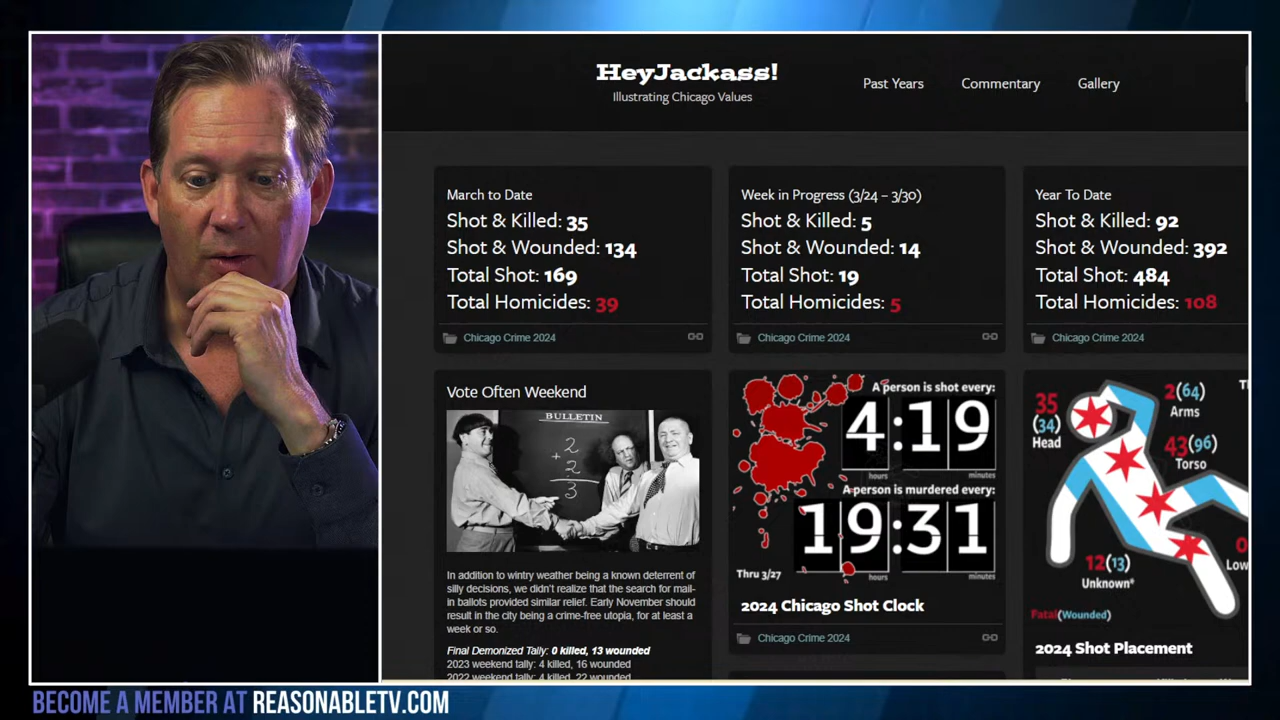 HeyJackass!
Illustrating Chicago Values
Past Years
Commentary
Gallery
March to Date
Shot & Killed: 35
Shot & Wounded: 134
Total Shot: 169
Total Homicides: 39
Chicago Crime 2024
Week in Progress (3/24 – 3/30)
Shot & Killed: 5
Shot & Wounded: 14
Total Shot: 19
Total Homicides: 5
Chicago Crime 2024
Year To Date
Shot & Killed: 92
Shot & Wounded: 392
Total Shot: 484
Total Homicides: 108
Chicago Crime 2024
Vote Often Weekend
BULLETIN
2
+2
3
In addition to wintry weather being a known deterrent of
silly decisions, we didn't realize that the search for mail-
in ballots provided similar relief. Early November should
result in the city being a crime-free utopia, for at least a
week or so.
Final Demonized Tally: 0 killed, 13 wounded
2023 weekend tally: 4 killed, 16 wounded
2022 weekend tally: 4 killed, 22 wounded
A person is shot every:
4:19
hours minutes
A person is murdered every:
19:31
hours minutes
Thru 3/27
2024 Chicago Shot Clock
Chicago Crime 2024
35
(34)
Head
2(64)
Arms
43(96)
Torso
12(13)
Unknown*
Fatal(Wounded)
2024 Shot Placement
BECOME A MEMBER AT REASONABLETV.COM